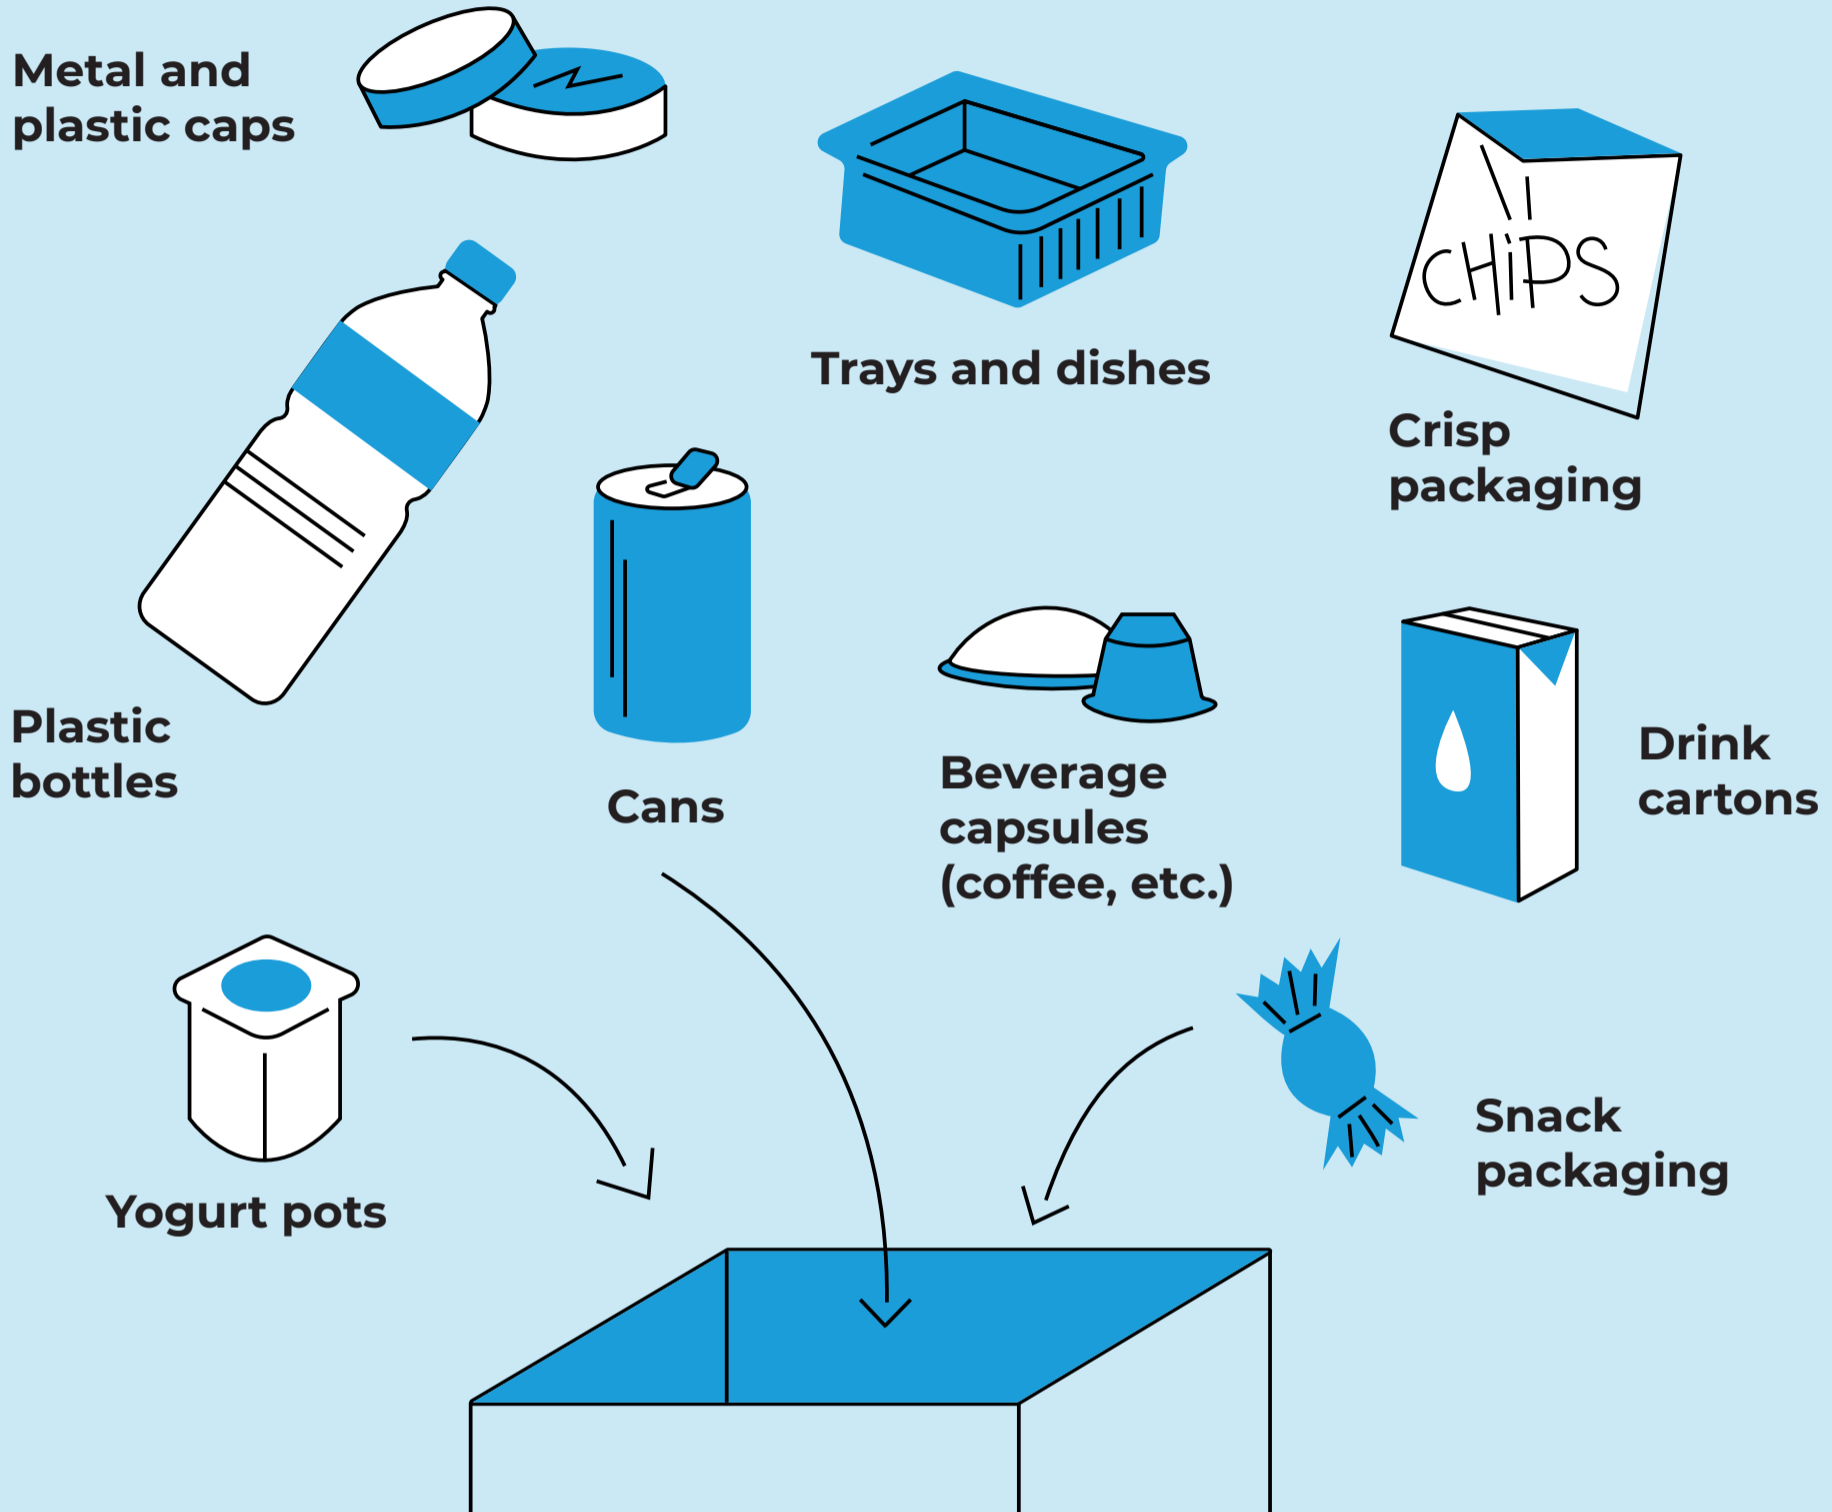 Metal and
plastic caps
CHiPS
Trays and dishes
Crisp
packaging
Plastic
bottles
Cans
Beverage
capsules
(coffee, etc.)
Drink
cartons
Yogurt pots
Snack
packaging